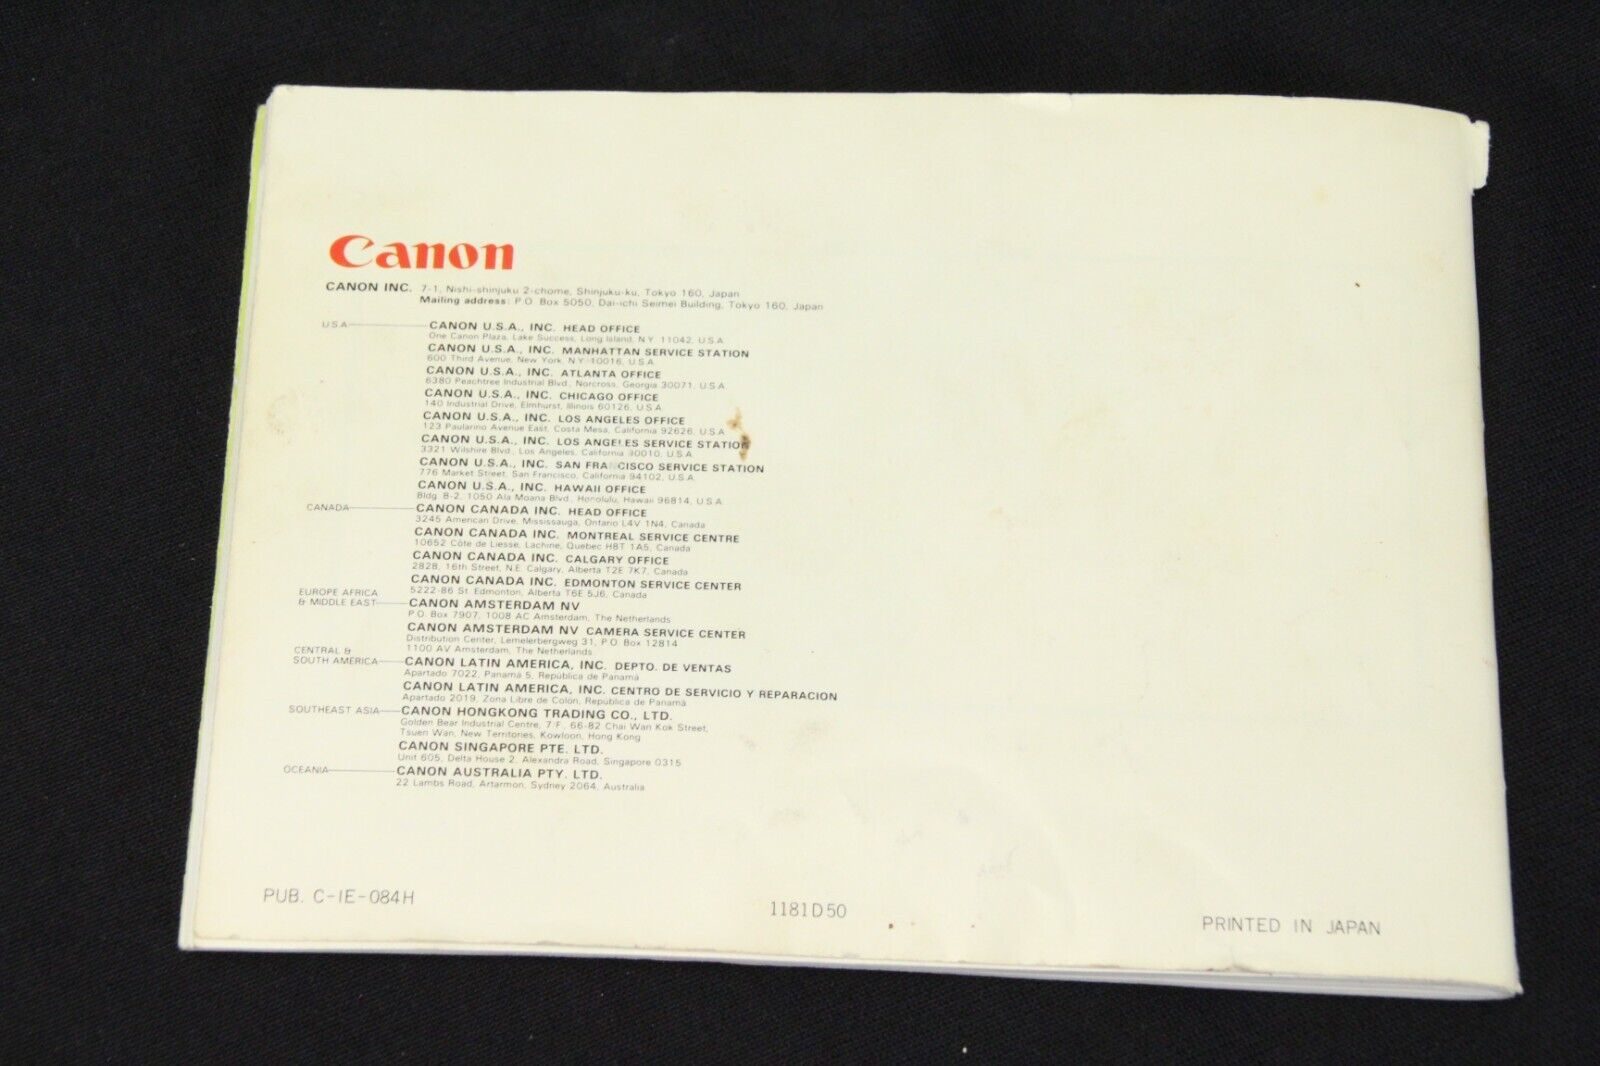 Canon
CANON INC. 7-1, Nishi-shinjuku 2-chome, Shinjuku-ku, Tokyo 160, Japan
Mailing address: P.O. Box 5050, Dai-ichi Seimei Building, Tokyo 160, Japan
U.S.A. CANON U.S.A., INC. HEAD OFFICE
One Canon Plaza, Lake Success, Long Island, N.Y. 11042, U.S.A.
CANON U.S.A., INC. MANHATTAN SERVICE STATION
600 Third Avenue, New York, N.Y. 10016, U.S.A.
CANON U.S.A., INC. ATLANTA OFFICE
6380 Peachtree Industrial Blvd., Norcross, Georgia 30071, U.S.A.
CANON U.S.A., INC. CHICAGO OFFICE
140 Industrial Drive, Elmhurst, Illinois 60126, U.S.A.
CANON U.S.A., INC. LOS ANGELES OFFICE
123 Paularino Avenue East, Costa Mesa, California 92626, U.S.A.
CANON U.S.A., INC. LOS ANGELES SERVICE STATION
3321 Wilshire Blvd., Los Angeles, California 90010, U.S.A.
CANON U.S.A., INC. SAN FRANCISCO SERVICE STATION
776 Market Street, San Francisco, California 94102, U.S.A.
CANON U.S.A., INC. HAWAII OFFICE
Bldg. B-2, 1050 Ala Moana Blvd., Honolulu, Hawaii 96814, U.S.A.
CANADA CANON CANADA INC. HEAD OFFICE
3245 American Drive, Mississauga, Ontario L4V 1N4, Canada
CANON CANADA INC. MONTREAL SERVICE CENTRE
10652 Côte de Liesse, Lachine, Quebec H8T 1A5, Canada
CANON CANADA INC. CALGARY OFFICE
2828, 16th Street, N.E. Calgary, Alberta T2E 7K7, Canada
CANON CANADA INC. EDMONTON SERVICE CENTER
5222-86 St. Edmonton, Alberta T6E 5J6, Canada
EUROPE AFRICA
& MIDDLE EAST CANON AMSTERDAM NV
P.O. Box 7907, 1008 AC Amsterdam, The Netherlands
CANON AMSTERDAM NV CAMERA SERVICE CENTER
Distribution Center, Lemelerbergweg 31, P.O. Box 12814
1100 AV Amsterdam, The Netherlands
CENTRAL &
SOUTH AMERICA CANON LATIN AMERICA, INC. DEPTO. DE VENTAS
Apartado 7022, Panamá 5, República de Panamá
CANON LATIN AMERICA, INC. CENTRO DE SERVICIO Y REPARACION
Apartado 2019, Zona Libre de Colón, República de Panamá
SOUTHEAST ASIA CANON HONGKONG TRADING CO., LTD.
Golden Bear Industrial Centre, 7/F, 66-82 Chai Wan Kok Street,
Tsuen Wan, New Territories, Kowloon, Hong Kong
CANON SINGAPORE PTE. LTD.
Unit 605, Delta House 2, Alexandra Road, Singapore 0315
OCEANIA CANON AUSTRALIA PTY. LTD.
22 Lambs Road, Artarmon, Sydney 2064, Australia
PUB. C-IE-084H
1181D50
PRINTED IN JAPAN